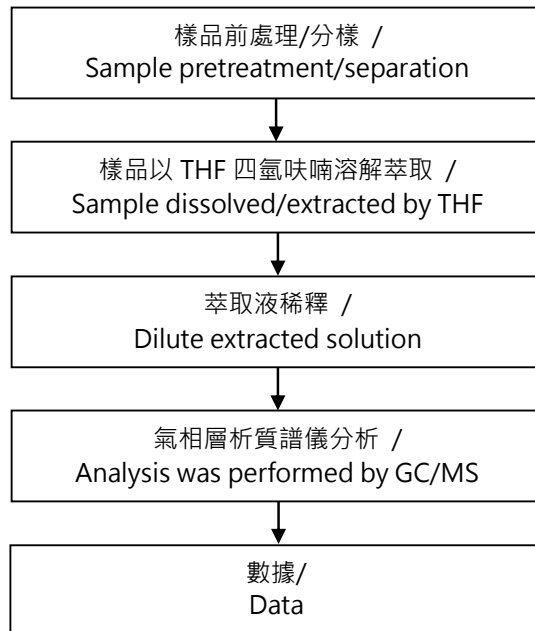 樣品前處理/分樣 /
Sample pretreatment/separation
樣品以 THF 四氫呋喃溶解萃取 /
Sample dissolved/extracted by THF
萃取液稀釋 /
Dilute extracted solution
氣相層析質譜儀分析 /
Analysis was performed by GC/MS
數據/
Data